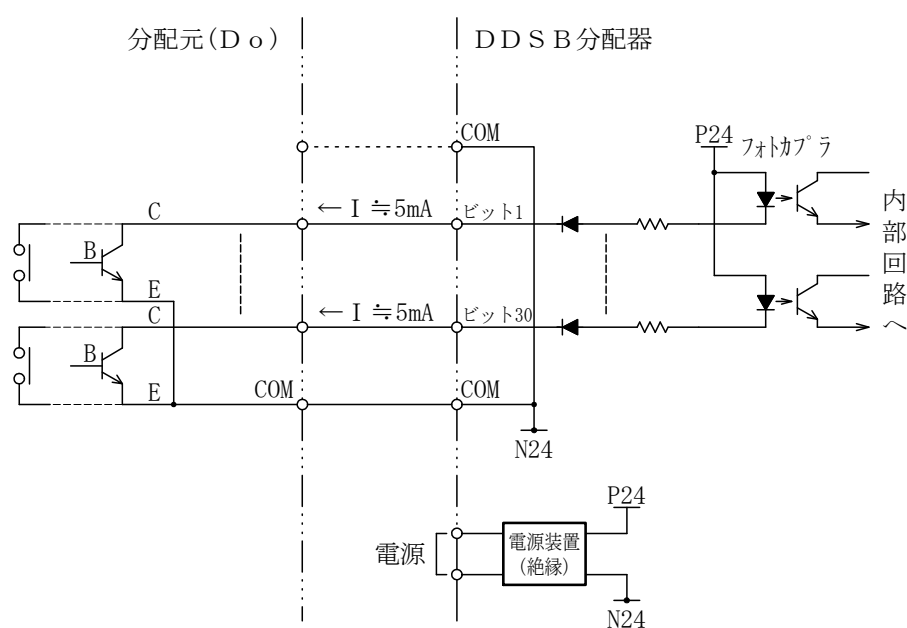 分配元(Ｄｏ)
ＤＤＳＢ分配器
COM
P24
ﾌｫﾄｶﾌﾟﾗ
C
←Ｉ≒5mA
ビット1
B
E
C
←Ｉ≒5mA
ビット30
B
E
COM
COM
N24
内部回路へ
P24
電源
電源装置
(絶縁)
N24